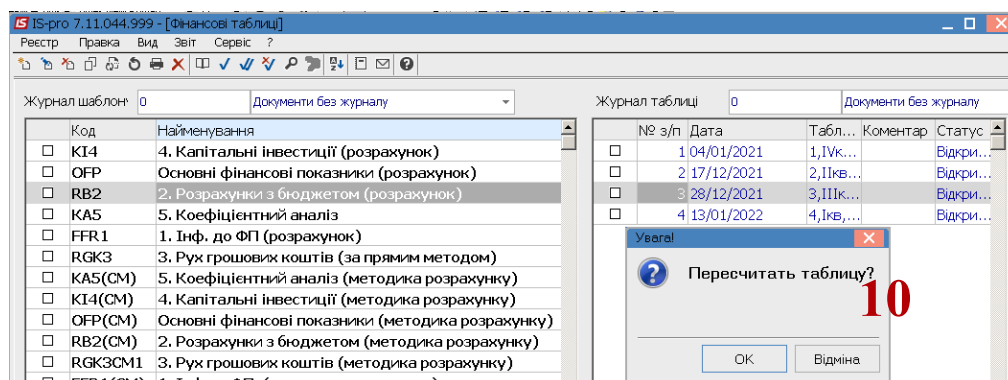 IS-pro 7.11.044.999 - [Фінансові таблиці]
Реєстр Правка Вид Звіт Сервіс ?
Журнал шаблон 0 Документи без журналу Журнал таблиці 0 Документи без журналу
Код Найменування № з/п Дата Табл... Коментар Статус
KI4 4. Капітальні інвестиції (розрахунок) 1 04/01/2021 1,IVк... Відкри...
OFP Основні фінансові показники (розрахунок) 2 17/12/2021 2,IIкв... Відкри...
RB2 2. Розрахунки з бюджетом (розрахунок) 3 28/12/2021 3,IIIк... Відкри...
KA5 5. Коефіцієнтний аналіз 4 13/01/2022 4,Iкв,... Відкри...
FFR1 1. Інф. до ФП (розрахунок)
RGK3 3. Рух грошових коштів (за прямим методом)
KA5(CM) 5. Коефіцієнтний аналіз (методика розрахунку)
KI4(CM) 4. Капітальні інвестиції (методика розрахунку)
OFP(CM) Основні фінансові показники (методика розрахунку)
RB2(CM) 2. Розрахунки з бюджетом (методика розрахунку)
RGK3CM1 3. Рух грошових коштів (методика розрахунку)
Увага!
Пересчитать таблицу?
10
OK Відміна